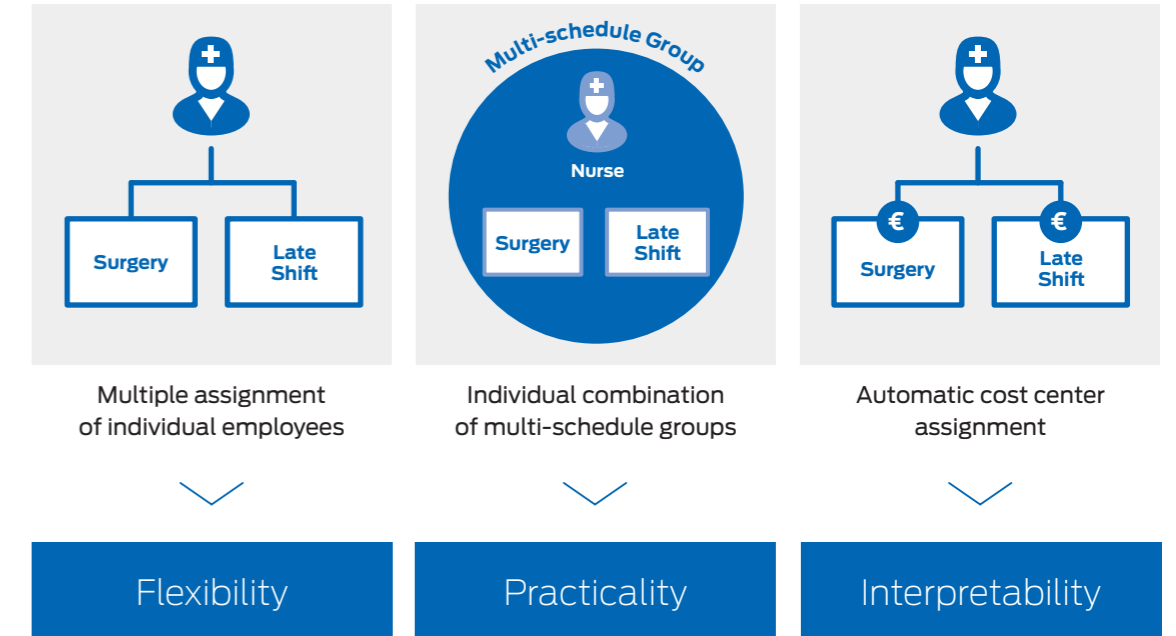 Surgery
Late
Shift
Multiple assignment
of individual employees
Flexibility
Multi-schedule Group
Nurse
Surgery
Late
Shift
Individual combination
of multi-schedule groups
Practicality
€
€
Surgery
Late
Shift
Automatic cost center
assignment
Interpretability